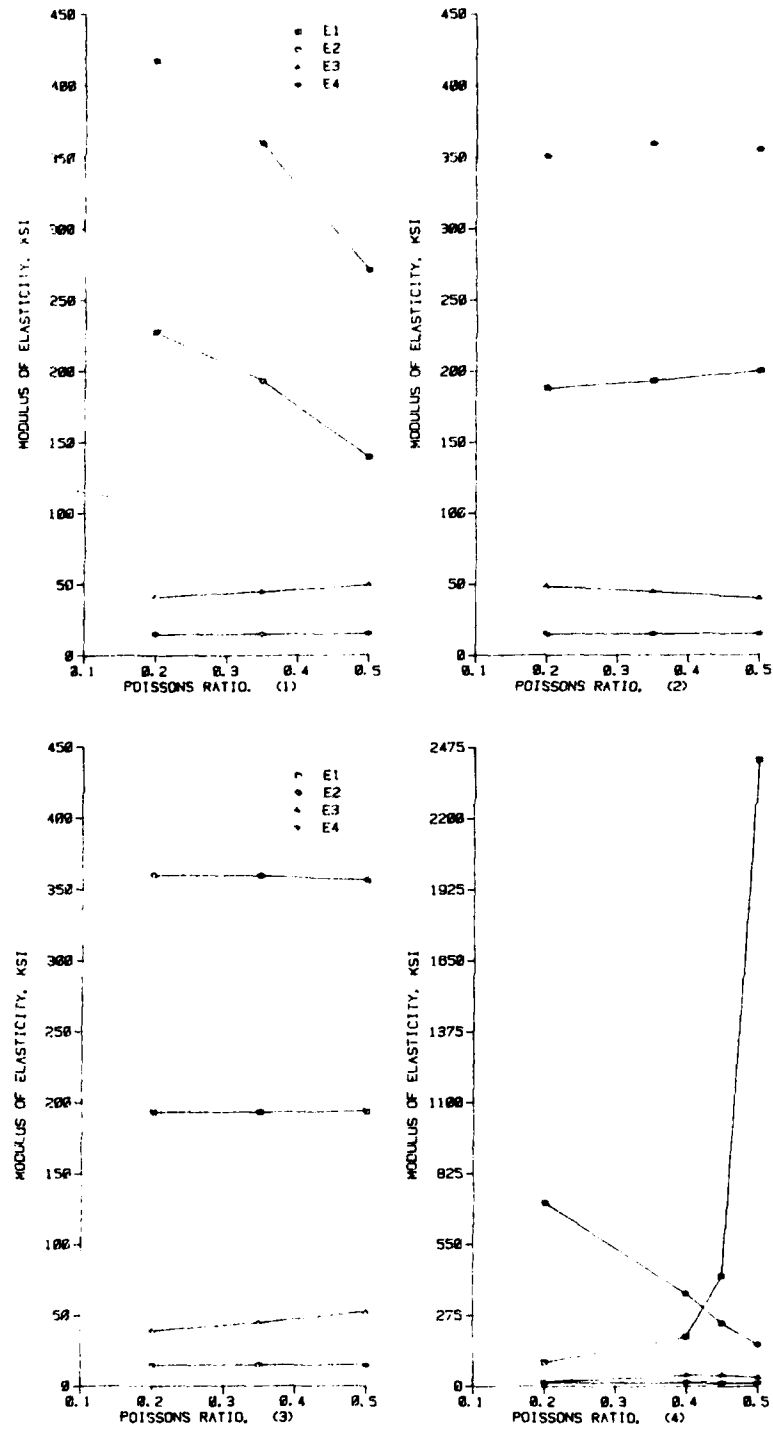 450
400
350
300
250
200
150
100
50
0
0.1 0.2 0.3 0.4 0.5
MODULUS OF ELASTICITY, KSI
POISSONS RATIO. (1)
E1
E2
E3
E4
450
400
350
300
250
200
150
100
50
0
0.1 0.2 0.3 0.4 0.5
MODULUS OF ELASTICITY, KSI
POISSONS RATIO. (2)
450
400
350
300
250
200
150
100
50
0
0.1 0.2 0.3 0.4 0.5
MODULUS OF ELASTICITY, KSI
POISSONS RATIO. (3)
E1
E2
E3
E4
2475
2200
1925
1650
1375
1100
825
550
275
0
0.1 0.2 0.3 0.4 0.5
MODULUS OF ELASTICITY, KSI
POISSONS RATIO. (4)